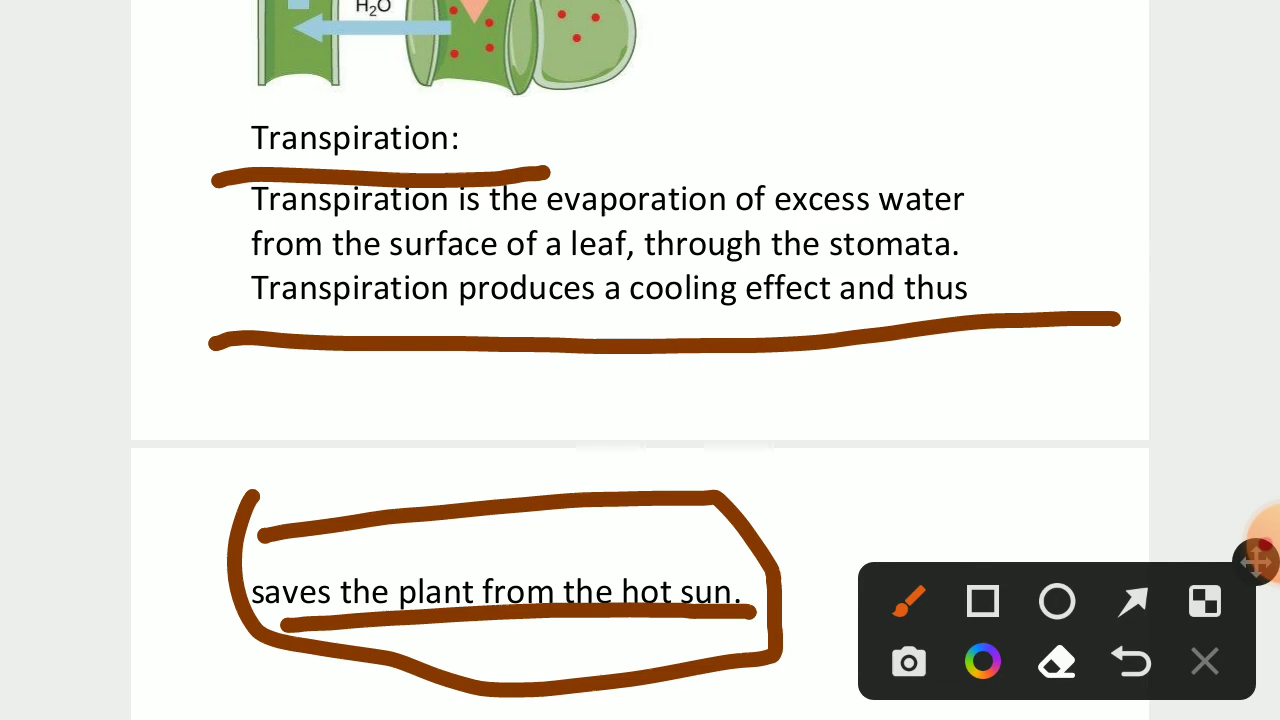 H₂O
Transpiration:
Transpiration is the evaporation of excess water
from the surface of a leaf, through the stomata.
Transpiration produces a cooling effect and thus
saves the plant from the hot sun.